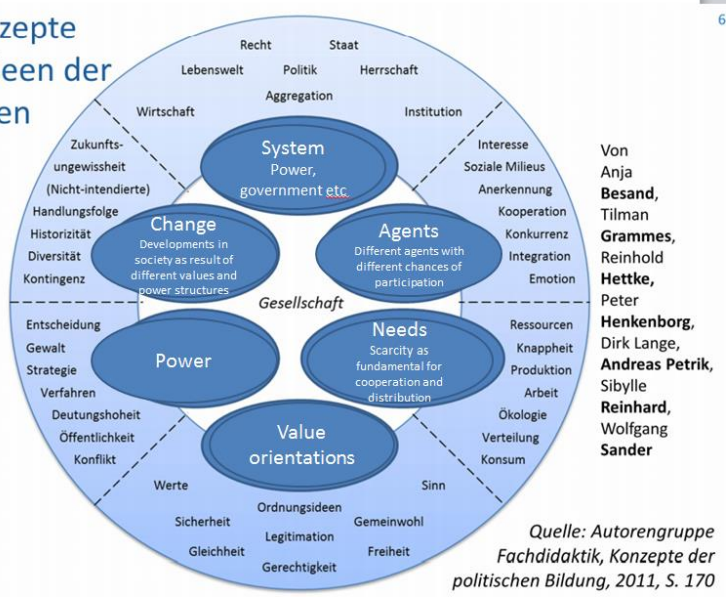 6
zepte
een der
en
Recht
Staat
Lebenswelt
Politik
Herrschaft
Aggregation
Wirtschaft
Institution
System
Power,
government etc
Zukunfts-
ungewissheit
(Nicht-intendierte)
Handlungsfolge
Historizität
Diversität
Kontingenz
Change
Developments in
society as result of
different values and
power structures
Agents
Different agents with
different chances of
participation
Interesse
Soziale Milieus
Anerkennung
Kooperation
Konkurrenz
Integration
Emotion
Gesellschaft
Entscheidung
Gewalt
Strategie
Verfahren
Deutungshoheit
Öffentlichkeit
Konflikt
Power
Needs
Scarcity as
fundamental for
cooperation and
distribution
Ressourcen
Knappheit
Produktion
Arbeit
Ökologie
Verteilung
Konsum
Value
orientations
Werte
Sinn
Ordnungsideen
Sicherheit
Gemeinwohl
Legitimation
Gleichheit
Freiheit
Gerechtigkeit
Von
Anja
Besand,
Tilman
Grammes,
Reinhold
Hettke,
Peter
Henkenborg,
Dirk Lange,
Andreas Petrik,
Sibylle
Reinhard,
Wolfgang
Sander
Quelle: Autorengruppe
Fachdidaktik, Konzepte der
politischen Bildung, 2011, S. 170